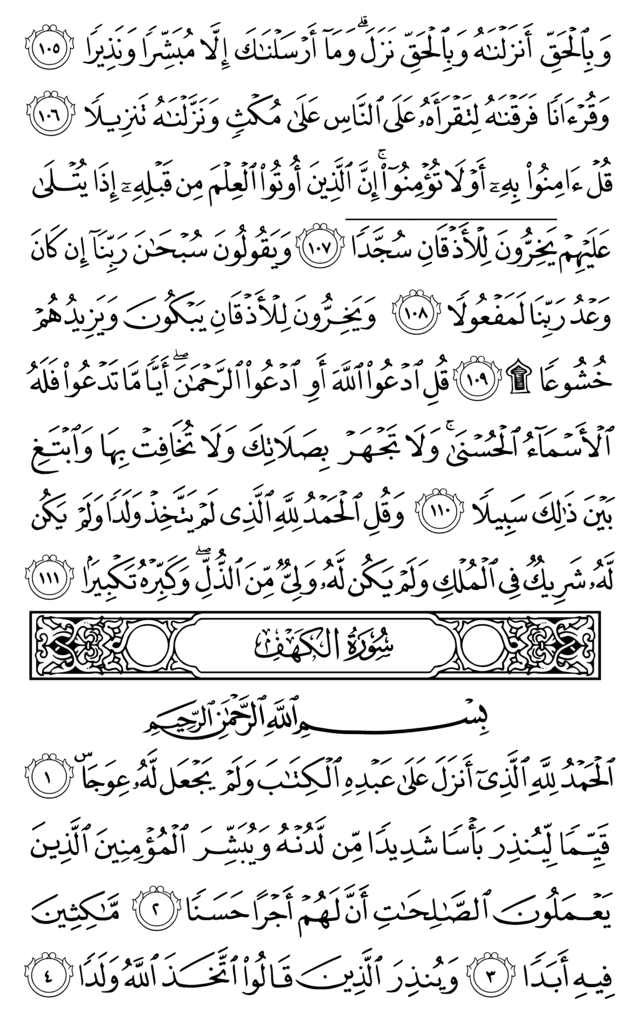 وَبِٱلْحَقِّ أَنزَلْنَٰهُ وَبِٱلْحَقِّ نَزَلَ ۗ وَمَآ أَرْسَلْنَٰكَ إِلَّا مُبَشِّرًا وَنَذِيرًا ١٠٥
وَقُرْءَانًا فَرَقْنَٰهُ لِتَقْرَأَهُۥ عَلَى ٱلنَّاسِ عَلَىٰ مُكْثٍ وَنَزَّلْنَٰهُ تَنزِيلًا ١٠٦
قُلْ ءَامِنُوا۟ بِهِۦٓ أَوْ لَا تُؤْمِنُوٓا۟ ۚ إِنَّ ٱلَّذِينَ أُوتُوا۟ ٱلْعِلْمَ مِن قَبْلِهِۦٓ إِذَا يُتْلَىٰ
عَلَيْهِمْ يَخِرُّونَ لِلْأَذْقَانِ سُجَّدًا ١٠٧ وَيَقُولُونَ سُبْحَٰنَ رَبِّنَآ إِن كَانَ
وَعْدُ رَبِّنَا لَمَفْعُولًا ١٠٨ وَيَخِرُّونَ لِلْأَذْقَانِ يَبْكُونَ وَيَزِيدُهُمْ
خُشُوعًا ۩ ١٠٩ قُلِ ٱدْعُوا۟ ٱللَّهَ أَوِ ٱدْعُوا۟ ٱلرَّحْمَٰنَ ۖ أَيًّا مَّا تَدْعُوا۟ فَلَهُ
ٱلْأَسْمَآءُ ٱلْحُسْنَىٰ ۚ وَلَا تَجْهَرْ بِصَلَاتِكَ وَلَا تُخَافِتْ بِهَا وَٱبْتَغِ
بَيْنَ ذَٰلِكَ سَبِيلًا ١١٠ وَقُلِ ٱلْحَمْدُ لِلَّهِ ٱلَّذِى لَمْ يَتَّخِذْ وَلَدًا وَلَمْ يَكُن
لَّهُۥ شَرِيكٌ فِى ٱلْمُلْكِ وَلَمْ يَكُن لَّهُۥ وَلِىٌّ مِّنَ ٱلذُّلِّ ۖ وَكَبِّرْهُ تَكْبِيرًۢا ١١١
سُورَةُ الكَهْفِ
بِسْمِ ٱللَّهِ ٱلرَّحْمَٰنِ ٱلرَّحِيمِ
ٱلْحَمْدُ لِلَّهِ ٱلَّذِىٓ أَنزَلَ عَلَىٰ عَبْدِهِ ٱلْكِتَٰبَ وَلَمْ يَجْعَل لَّهُۥ عِوَجَا ۜ ١
قَيِّمًا لِّيُنذِرَ بَأْسًا شَدِيدًا مِّن لَّدُنْهُ وَيُبَشِّرَ ٱلْمُؤْمِنِينَ ٱلَّذِينَ
يَعْمَلُونَ ٱلصَّٰلِحَٰتِ أَنَّ لَهُمْ أَجْرًا حَسَنًا ٢ مَّٰكِثِينَ
فِيهِ أَبَدًا ٣ وَيُنذِرَ ٱلَّذِينَ قَالُوا۟ ٱتَّخَذَ ٱللَّهُ وَلَدًا ٤